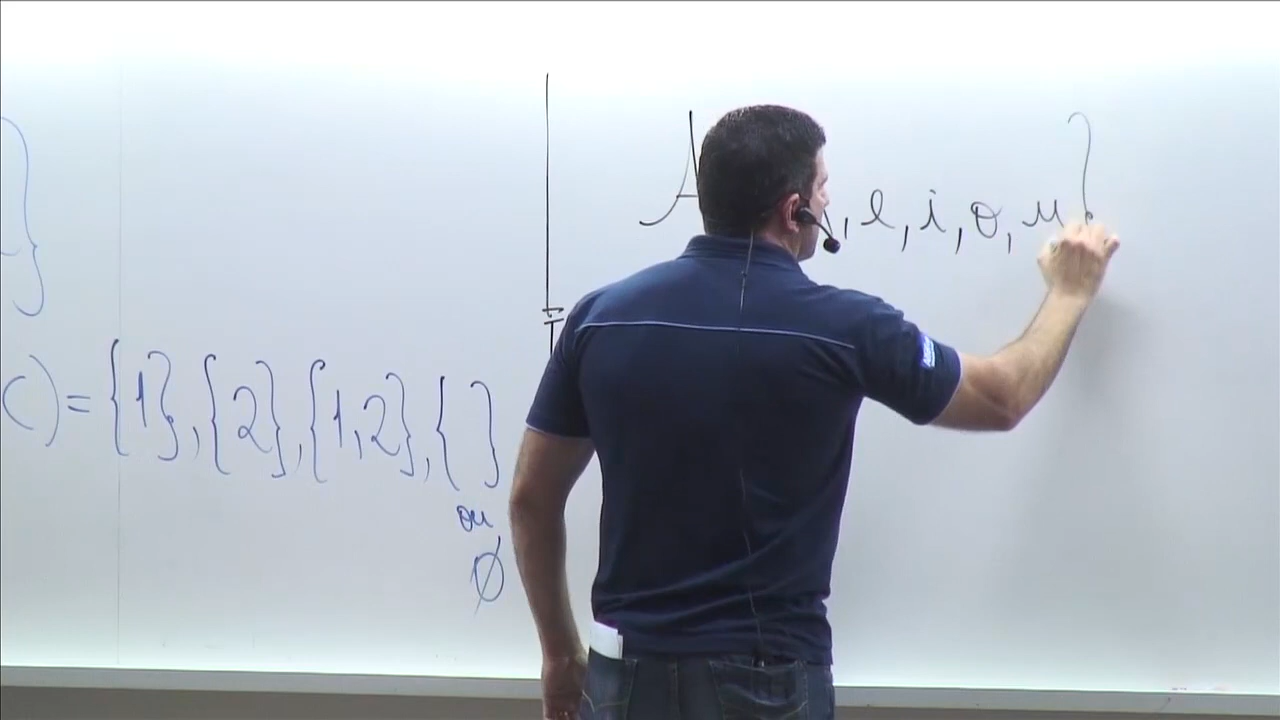 }
C) = {1}, {2}, {1,2}, { }
ou
∅
A , e, i, o, u}